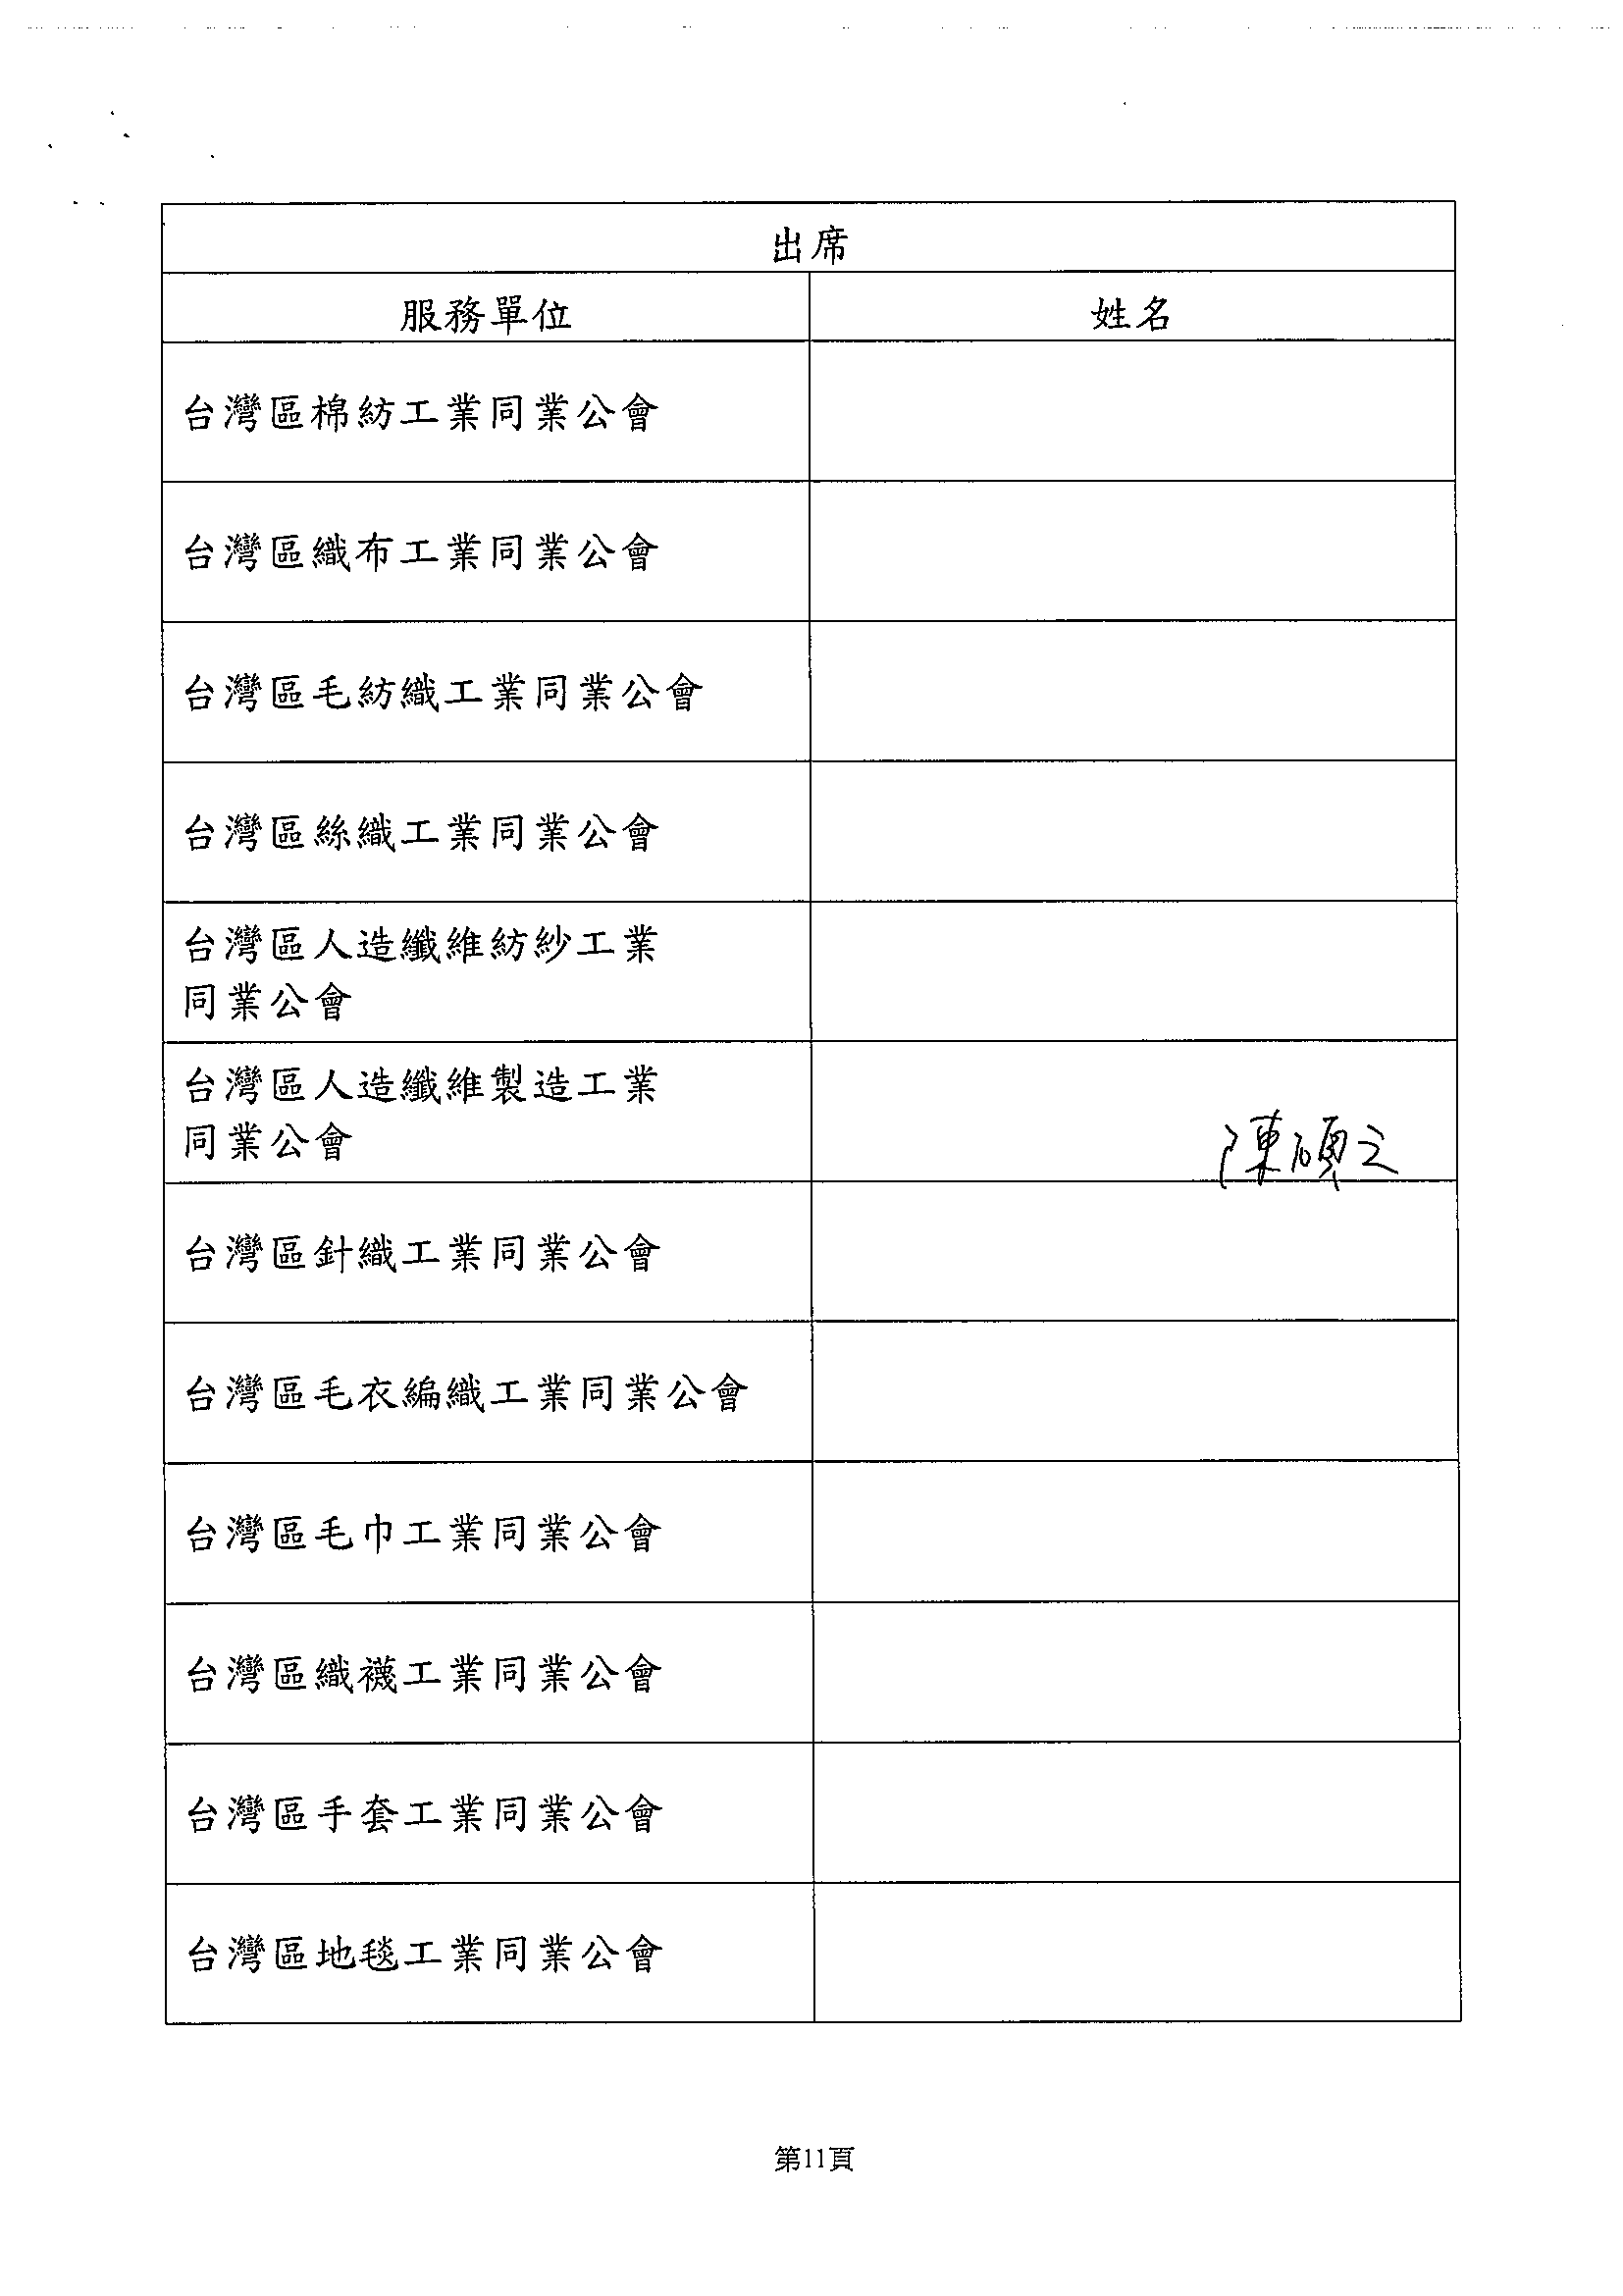 出席
服務單位 姓名
台灣區棉紡工業同業公會
台灣區織布工業同業公會
台灣區毛紡織工業同業公會
台灣區絲織工業同業公會
台灣區人造纖維紡紗工業
同業公會
台灣區人造纖維製造工業
同業公會
陳碩之
台灣區針織工業同業公會
台灣區毛衣編織工業同業公會
台灣區毛巾工業同業公會
台灣區織襪工業同業公會
台灣區手套工業同業公會
台灣區地毯工業同業公會
第11頁